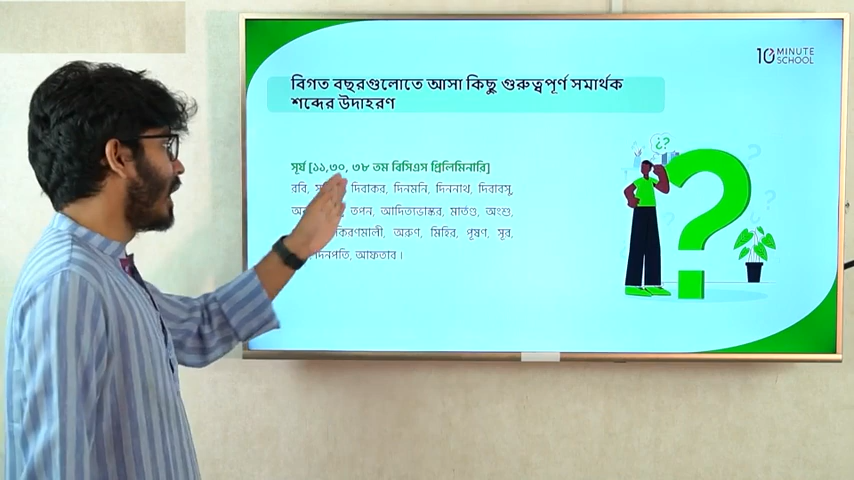 10 MINUTE SCHOOL
বিগত বছরগুলোতে আসা কিছু গুরুত্বপূর্ণ সমার্থক
শব্দের উদাহরণ
¿?
সূর্য [১১,৩০, ৩৮ তম বিসিএস প্রিলিমিনারি]
রবি, দিবাকর, দিনমনি, দিননাথ, দিবাবসু,
তপন, আদিত্যভাস্কর, মার্তণ্ড, অংশু,
কিরণমালী, অরুণ, মিহির, পূষণ, সূর,
দিনপতি, আফতাব ।